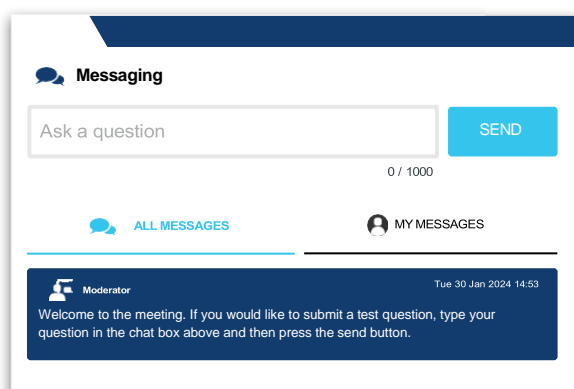 Messaging
Ask a question
SEND
0 / 1000
ALL MESSAGES
MY MESSAGES
Moderator
Tue 30 Jan 2024 14:53
Welcome to the meeting. If you would like to submit a test question, type your
question in the chat box above and then press the send button.